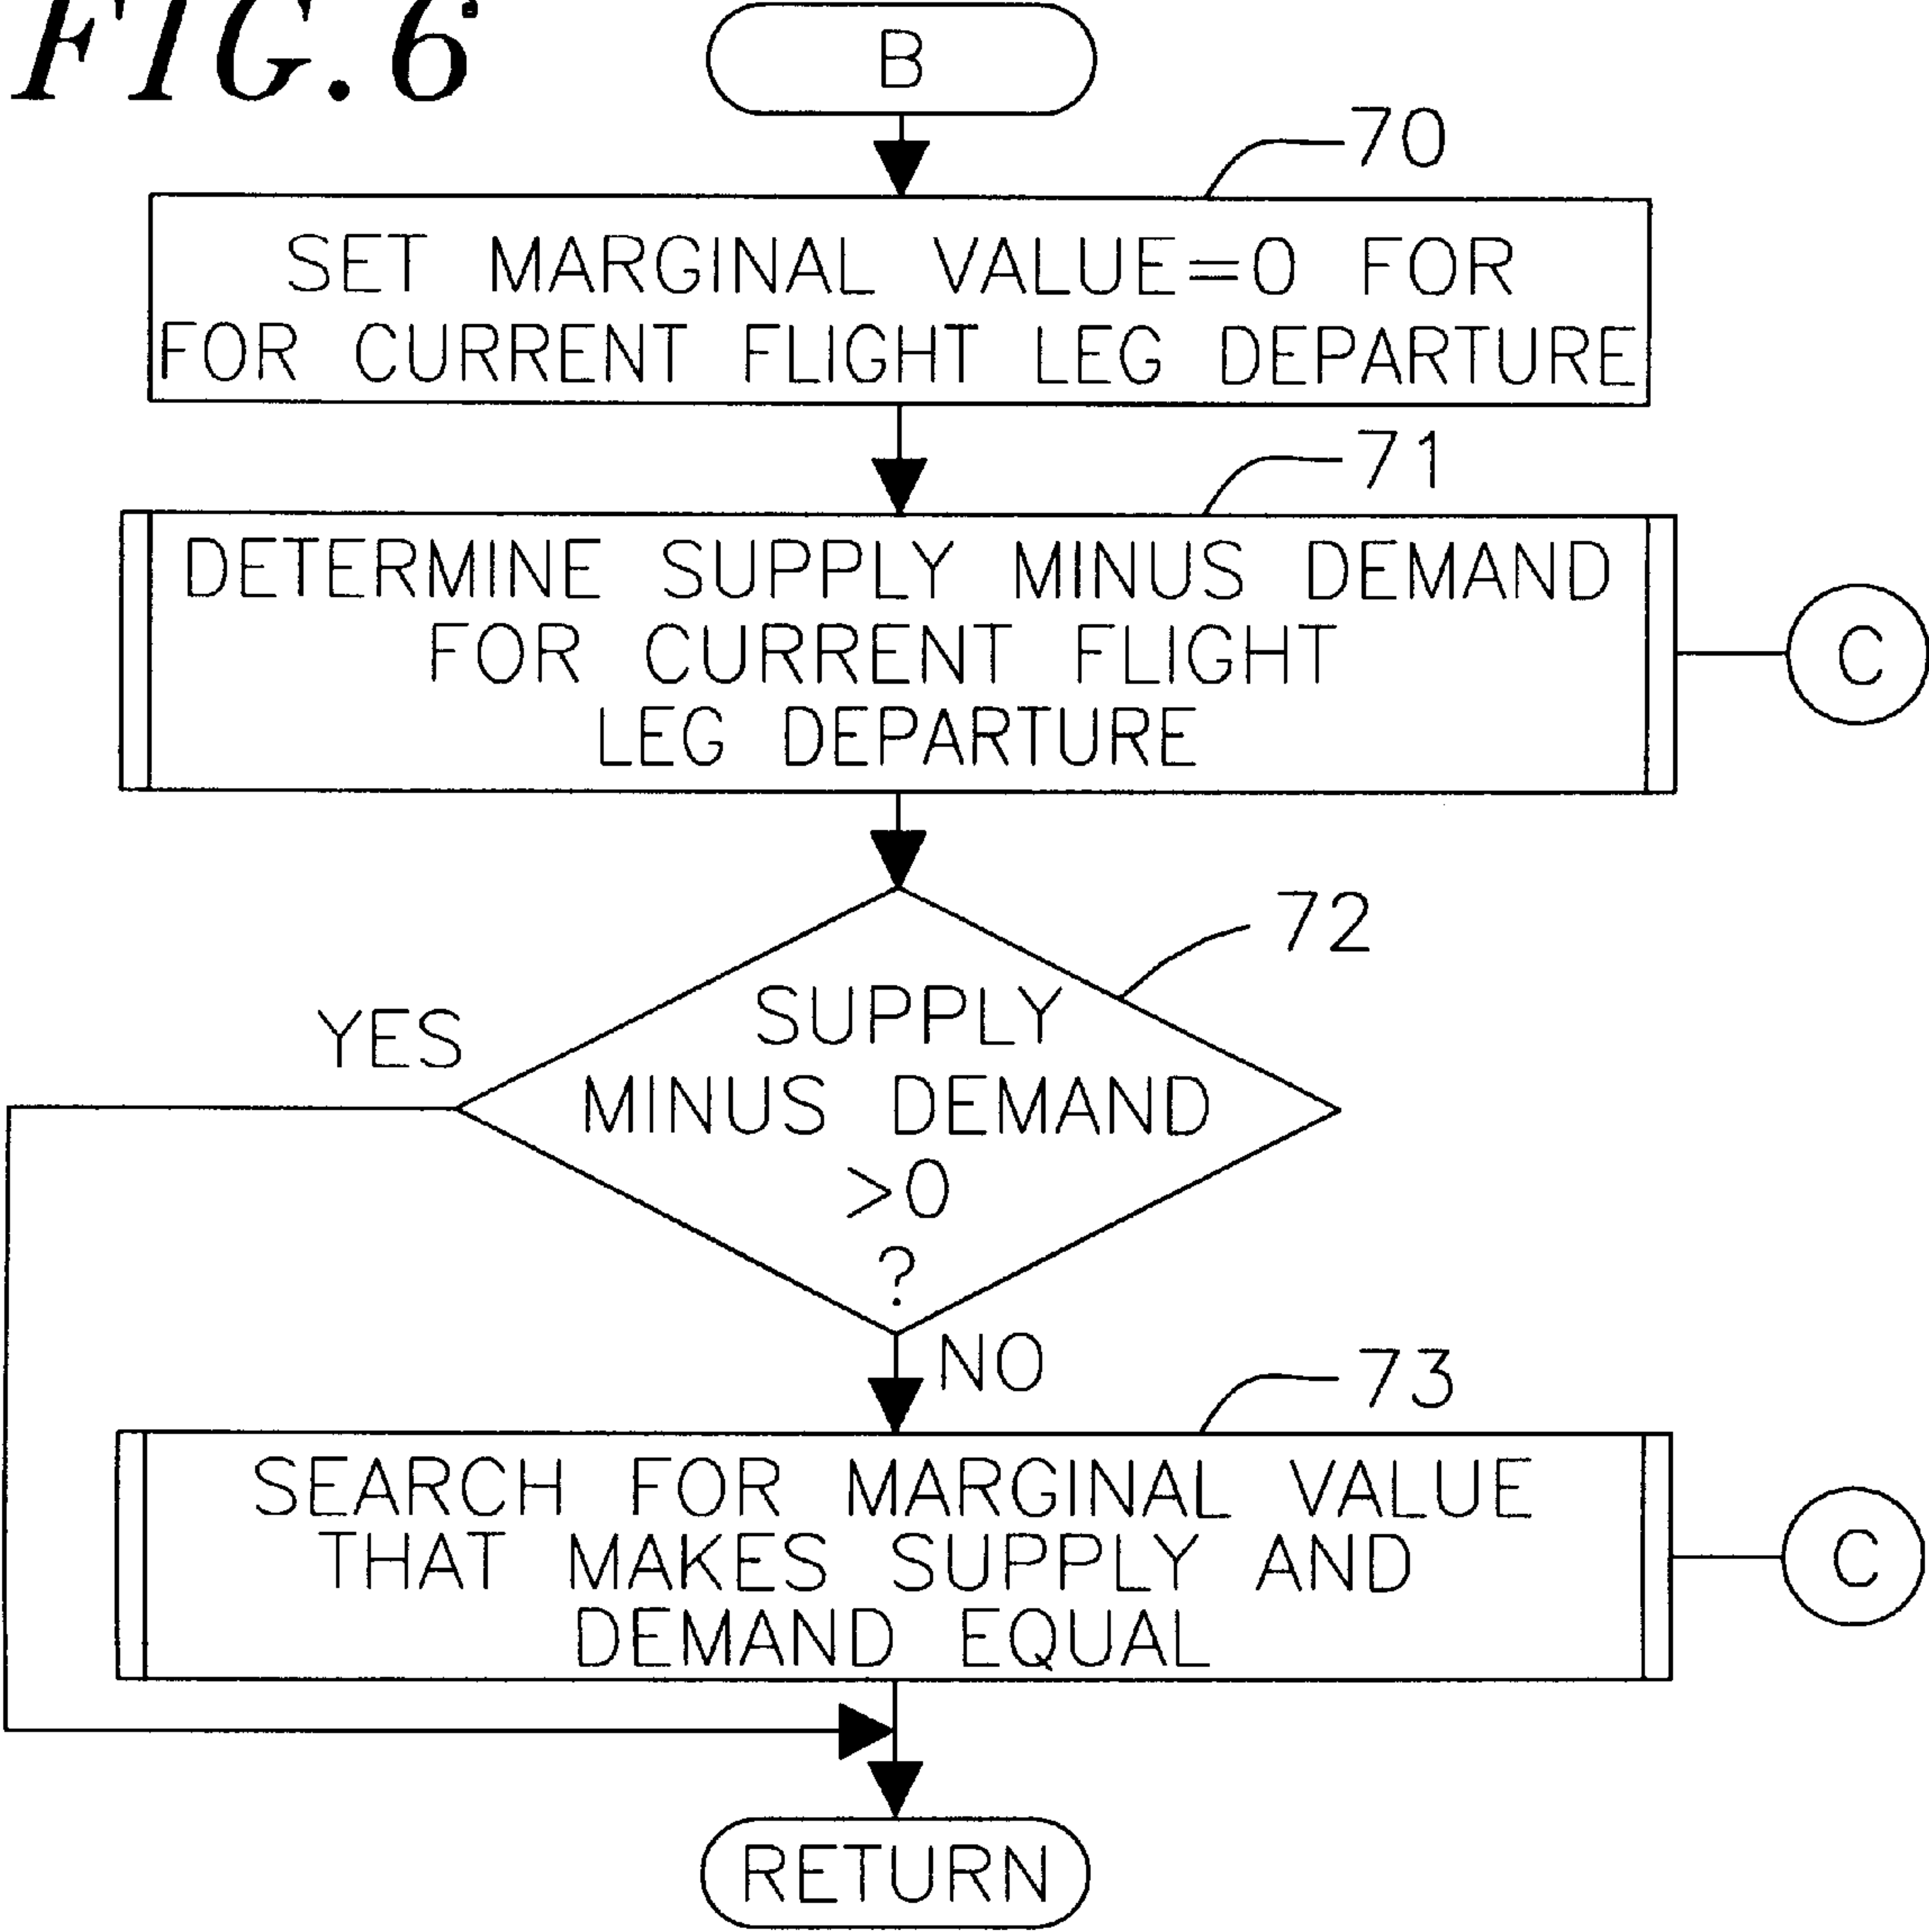 FIG. 6
B
70
SET MARGINAL VALUE=0 FOR
FOR CURRENT FLIGHT LEG DEPARTURE
71
DETERMINE SUPPLY MINUS DEMAND
FOR CURRENT FLIGHT
LEG DEPARTURE
C
72
SUPPLY
MINUS DEMAND
>0
?
YES
NO
73
SEARCH FOR MARGINAL VALUE
THAT MAKES SUPPLY AND
DEMAND EQUAL
C
RETURN